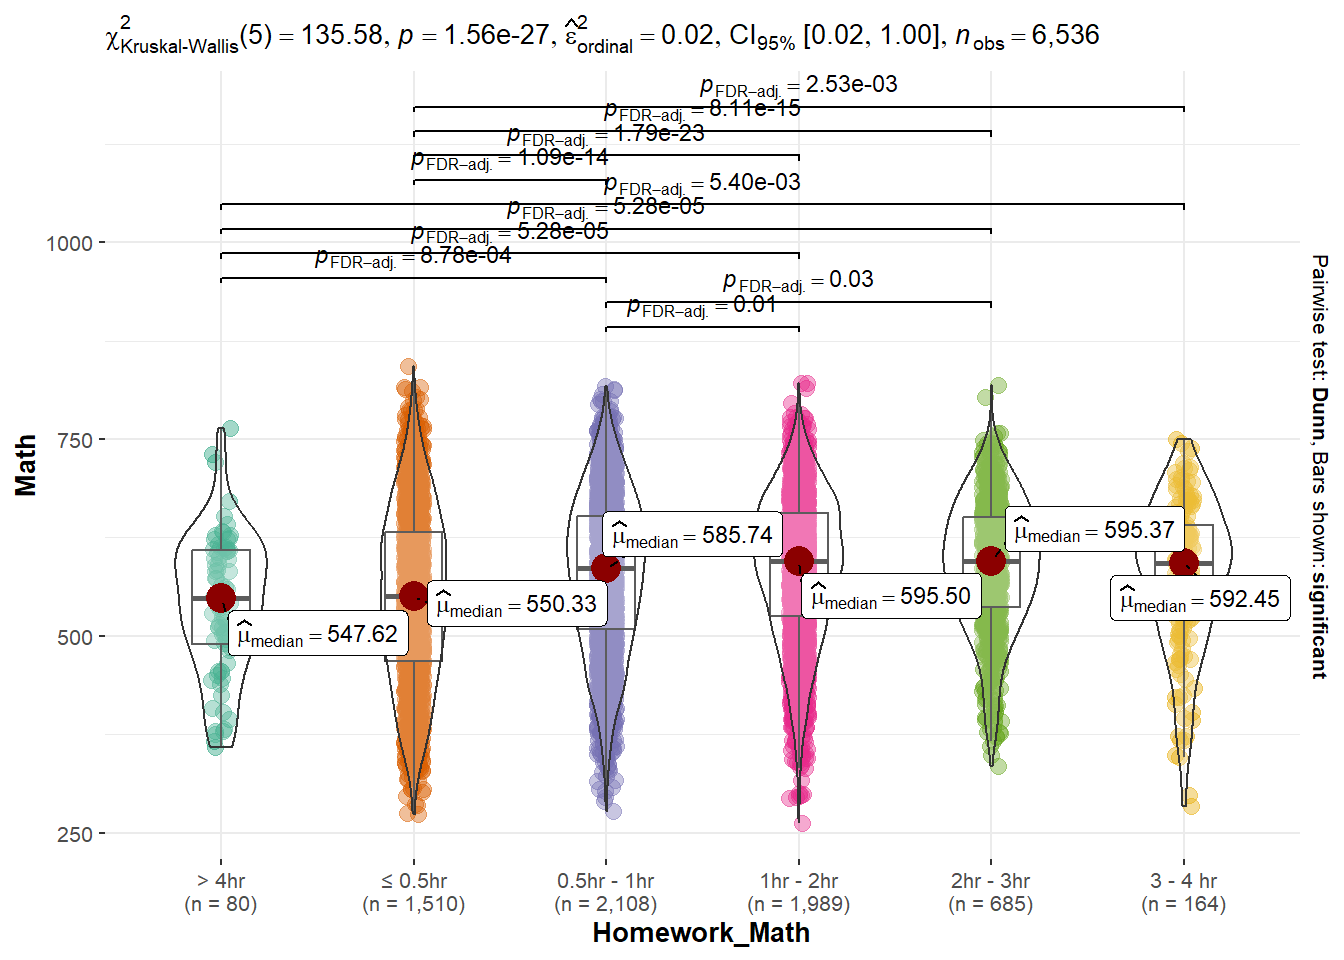 χ²Kruskal-Wallis(5) = 135.58, p = 1.56e-27, ε̂²ordinal = 0.02, CI95% [0.02, 1.00], nobs = 6,536
pFDR–adj. = 2.53e-03
pFDR–adj. = 8.11e-15
pFDR–adj. = 1.79e-23
pFDR–adj. = 1.09e-14
pFDR–adj. = 5.40e-03
pFDR–adj. = 5.28e-05
pFDR–adj. = 5.28e-05
pFDR–adj. = 8.78e-04
pFDR–adj. = 0.03
pFDR–adj. = 0.01
1000
750
500
250
Math
μ̂median = 547.62
μ̂median = 550.33
μ̂median = 585.74
μ̂median = 595.50
μ̂median = 595.37
μ̂median = 592.45
Pairwise test: Dunn, Bars shown: significant
> 4hr
(n = 80)
≤ 0.5hr
(n = 1,510)
0.5hr - 1hr
(n = 2,108)
1hr - 2hr
(n = 1,989)
2hr - 3hr
(n = 685)
3 - 4 hr
(n = 164)
Homework_Math